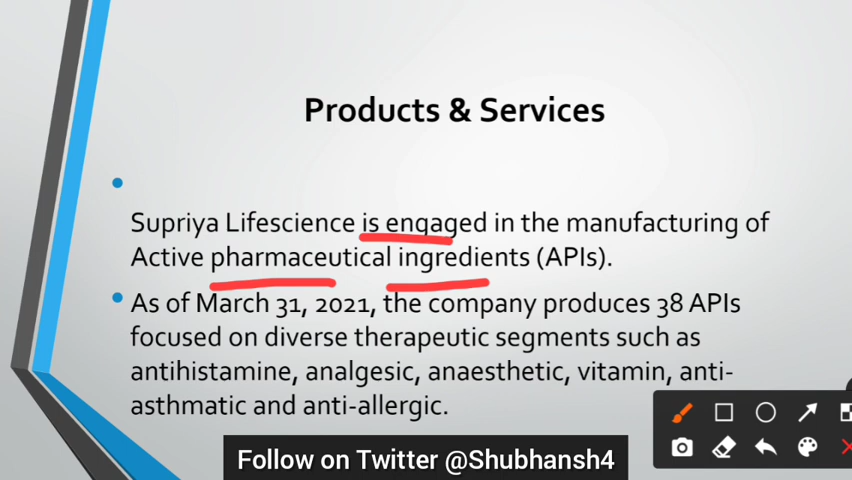 Products & Services
Supriya Lifescience is engaged in the manufacturing of
Active pharmaceutical ingredients (APIs).
As of March 31, 2021, the company produces 38 APIs
focused on diverse therapeutic segments such as
antihistamine, analgesic, anaesthetic, vitamin, anti-
asthmatic and anti-allergic.
Follow on Twitter @Shubhansh4